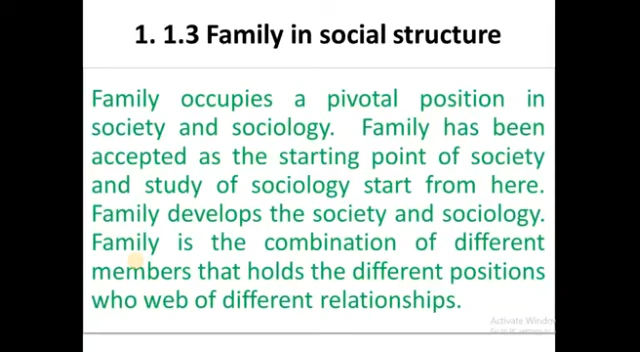 1. 1.3 Family in social structure
Family occupies a pivotal position in
society and sociology. Family has been
accepted as the starting point of society
and study of sociology start from here.
Family develops the society and sociology.
Family is the combination of different
members that holds the different positions
who web of different relationships.
Activate Windo